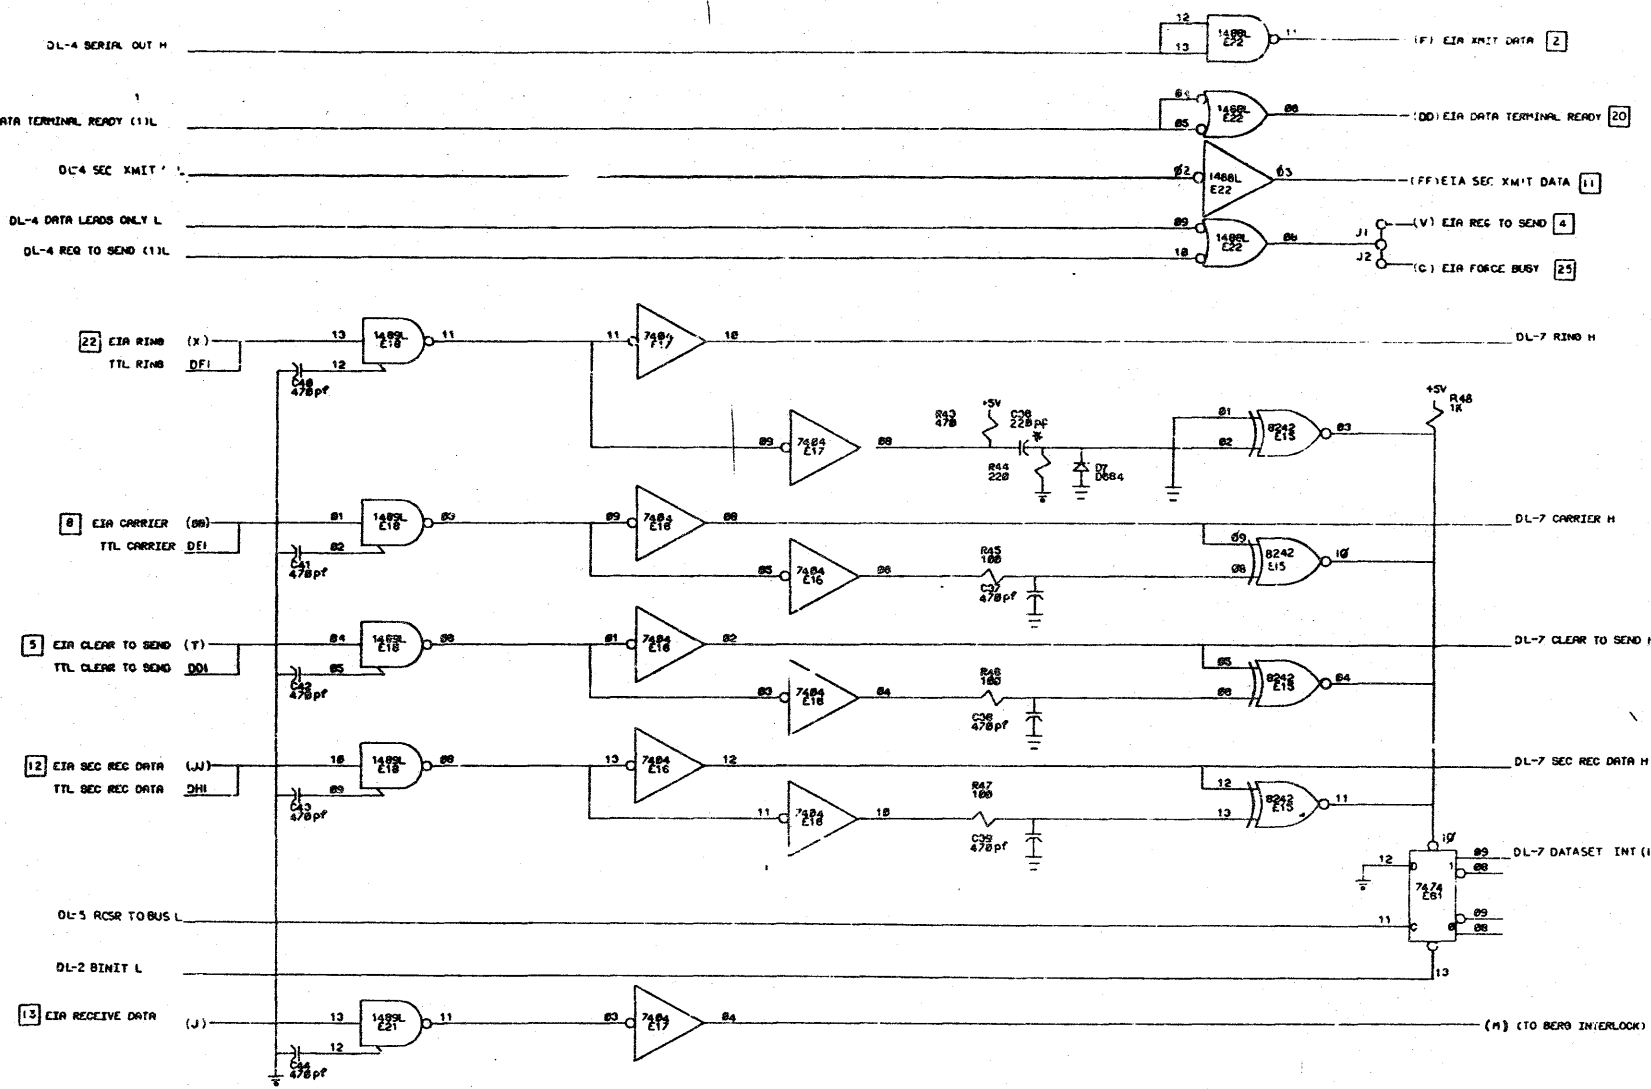 DL-4 SERIAL OUT H
12
13
1488L
E22
11
(F) EIA XMIT DATA 2
ATA TERMINAL READY (1)L
05
1488L
E22
06
(DD) EIA DATA TERMINAL READY 20
DL-4 SEC XMIT
02
1488L
E22
03
(FF) EIA SEC XMIT DATA 11
DL-4 DATA LEADS ONLY L
DL-4 REQ TO SEND (1)L
09
10
1488L
E22
08
J1
J2
(V) EIA REQ TO SEND 4
(C) EIA FORCE BUSY 25
22 EIA RING (X)
TTL RING DF1
13
12
1489L
E18
11
C40
470pf
11
7404
E17
10
DL-7 RING H
09
7404
E17
08
R43
470
+5V
C38
220pf
*
R44
220
D7
D664
01
02
8242
E15
03
+5V
R48
1K
8 EIA CARRIER (BB)
TTL CARRIER DE1
01
02
1489L
E18
03
C41
470pf
09
7404
E16
08
DL-7 CARRIER H
05
7404
E16
06
R45
100
C37
470pf
09
08
8242
E15
10
5 EIA CLEAR TO SEND (T)
TTL CLEAR TO SEND DD1
04
05
1489L
E18
06
C42
470pf
01
7404
E16
02
DL-7 CLEAR TO SEND H
03
7404
E16
04
R46
C36
470pf
05
06
8242
E15
04
12 EIA SEC REC DATA (JJ)
TTL SEC REC DATA DH1
10
09
1489L
E18
08
C43
470pf
13
7404
E16
12
DL-7 SEC REC DATA H
11
7404
E16
10
R47
100
C39
470pf
12
13
8242
E15
11
10
12
D 1
7474
E61
C 0
09
08
09
08
11
13
DL-7 DATASET INT (1
DL-5 RCSR TO BUS L
DL-2 BINIT L
13 EIA RECEIVE DATA (J)
13
12
1489L
E21
11
C44
470pf
03
7404
E17
04
(M) (TO BERG INTERLOCK)